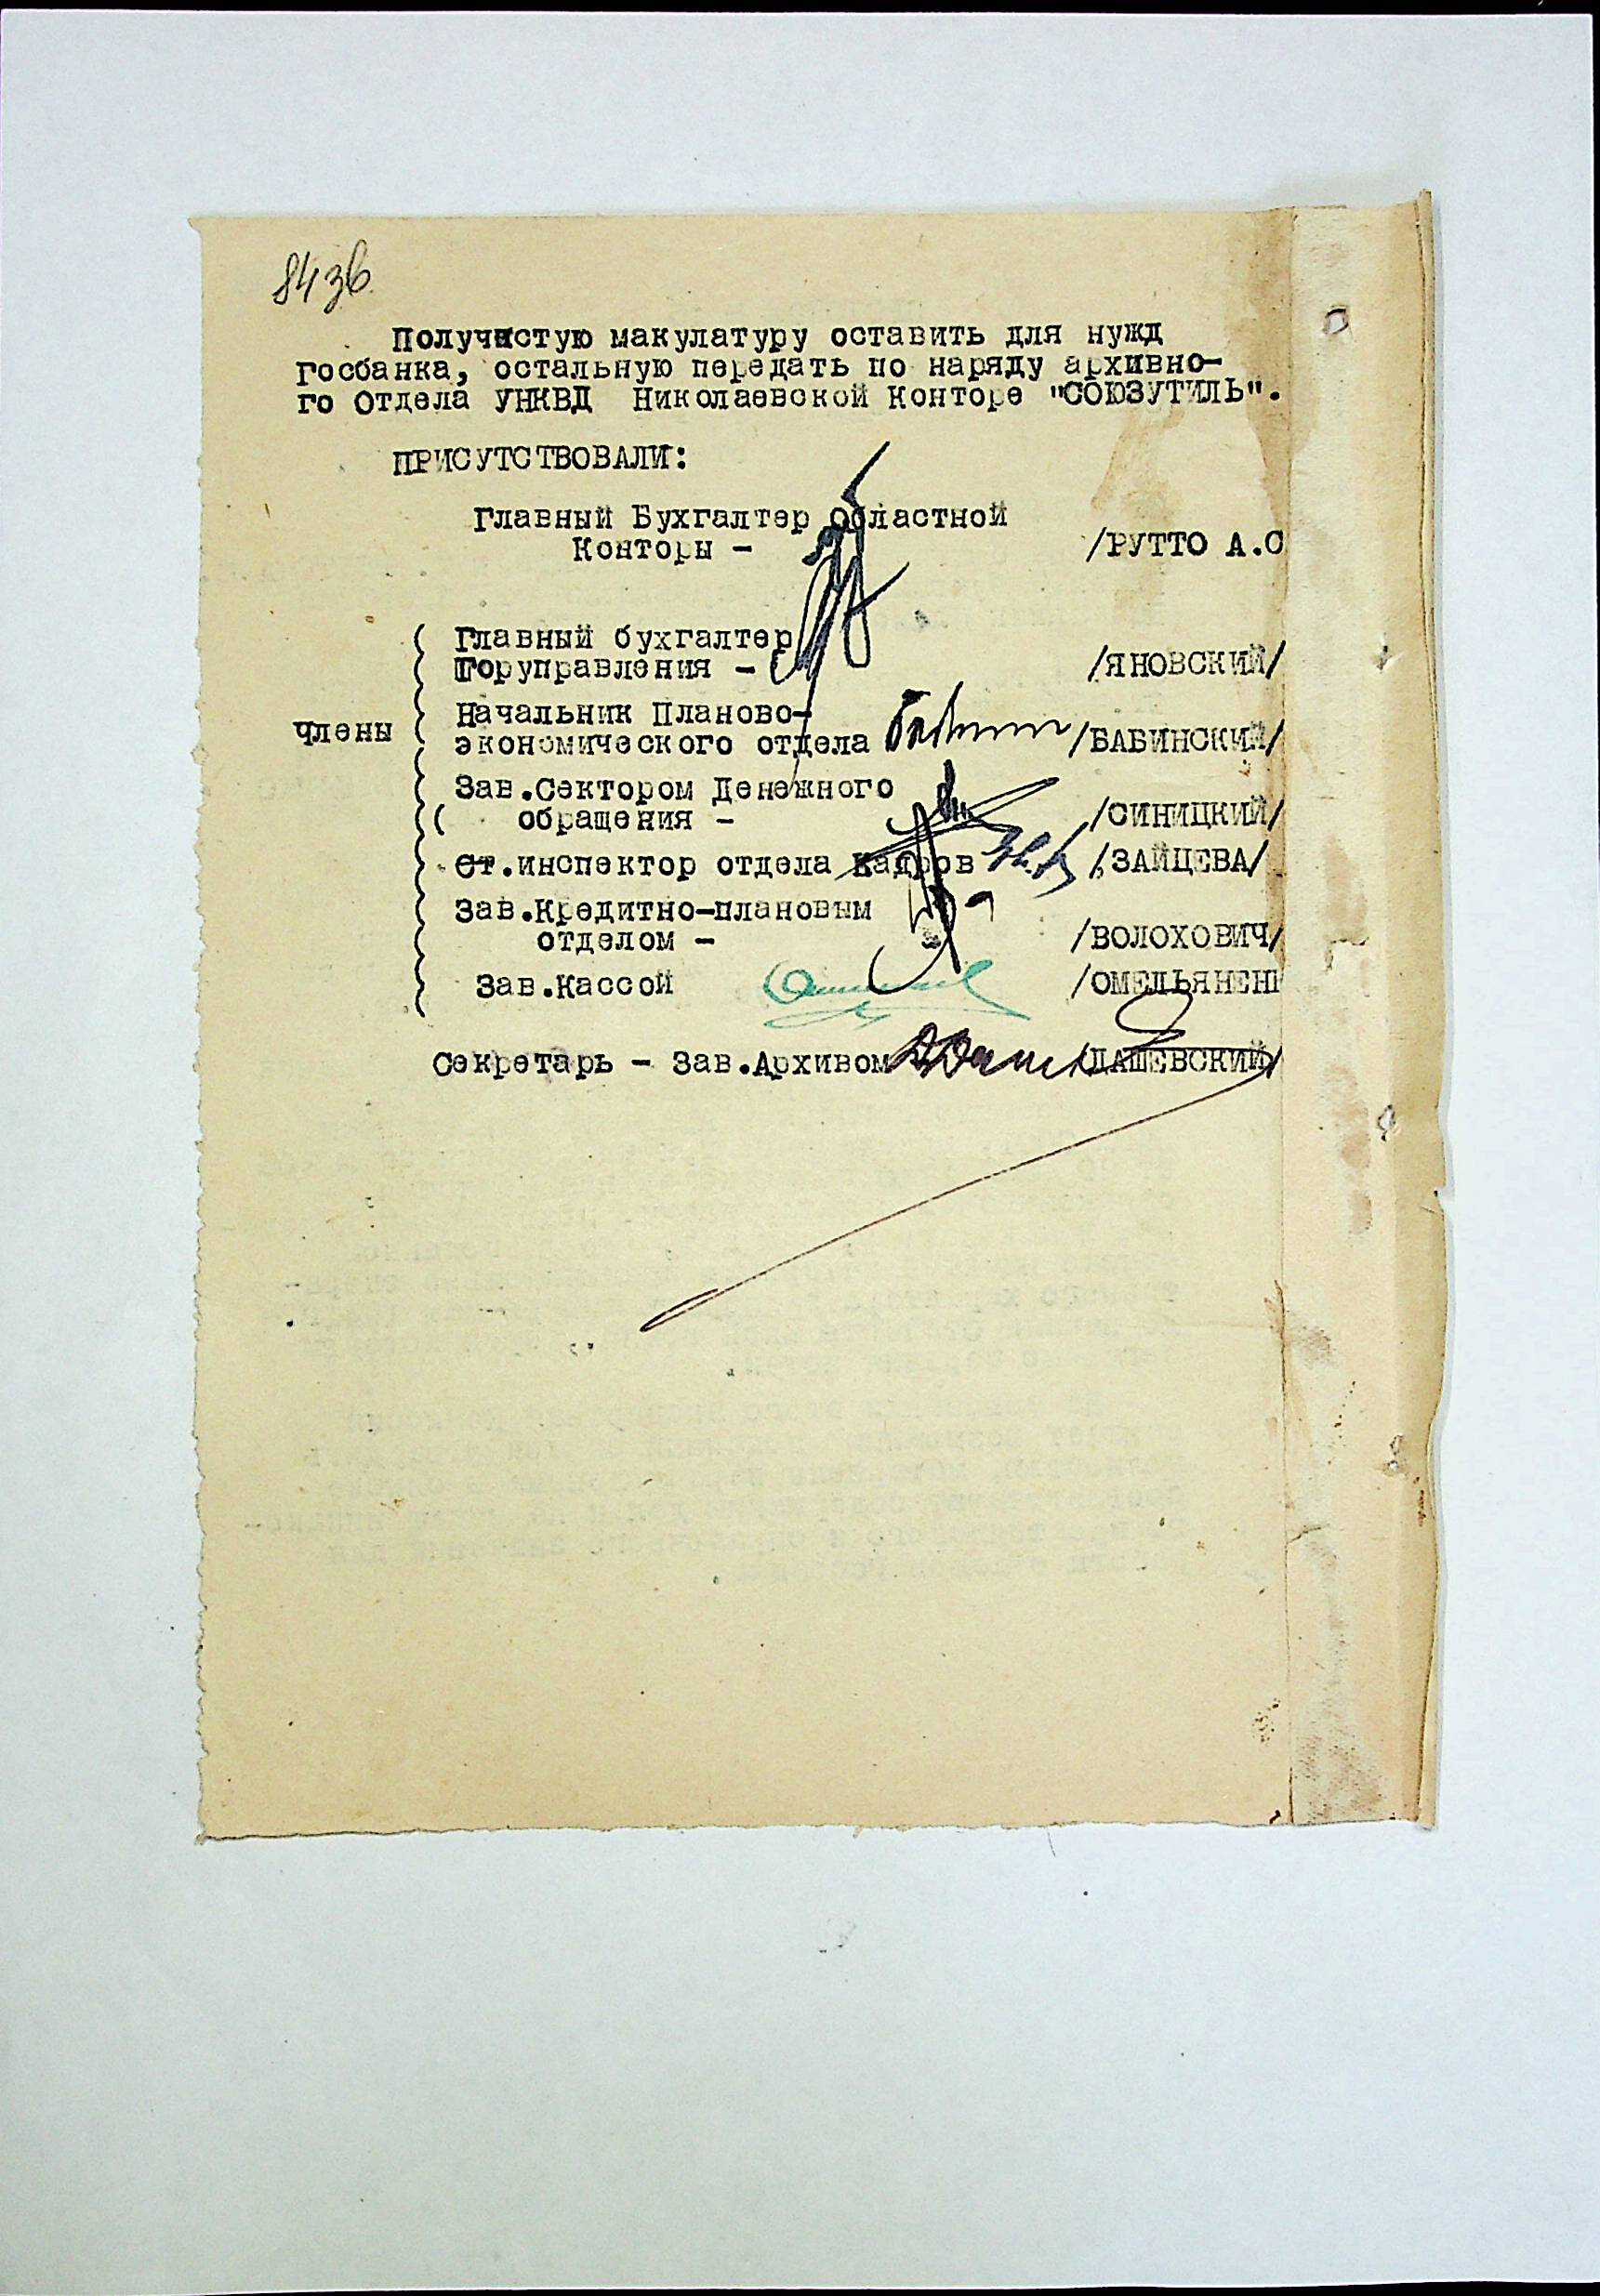 84зв
Получистую макулатуру оставить для нужд
Госбанка, остальную передать по наряду архивно-
го Отдела УНКВД Николаевской Конторе "СОЮЗУТИЛЬ".
ПРИСУТСТВОВАЛИ:
Главный Бухгалтер Областной
Конторы - /РУТТО А.С
Главный бухгалтер
Горуправления - /ЯНОВСКИЙ/
Начальник Планово-
Члены экономического отдела /БАБИНСКИЙ/
Зав.Сектором Денежного
обращения - /СИНИЦКИЙ/
Ст.инспектор отдела Кадров /ЗАЙЦЕВА/
Зав.Кредитно-плановым
отделом - /ВОЛОХОВИЧ/
Зав.Кассой /ОМЕЛЬЯНЕН
Секретарь - Зав.Архивом /ДАШЕВСКИЙ/